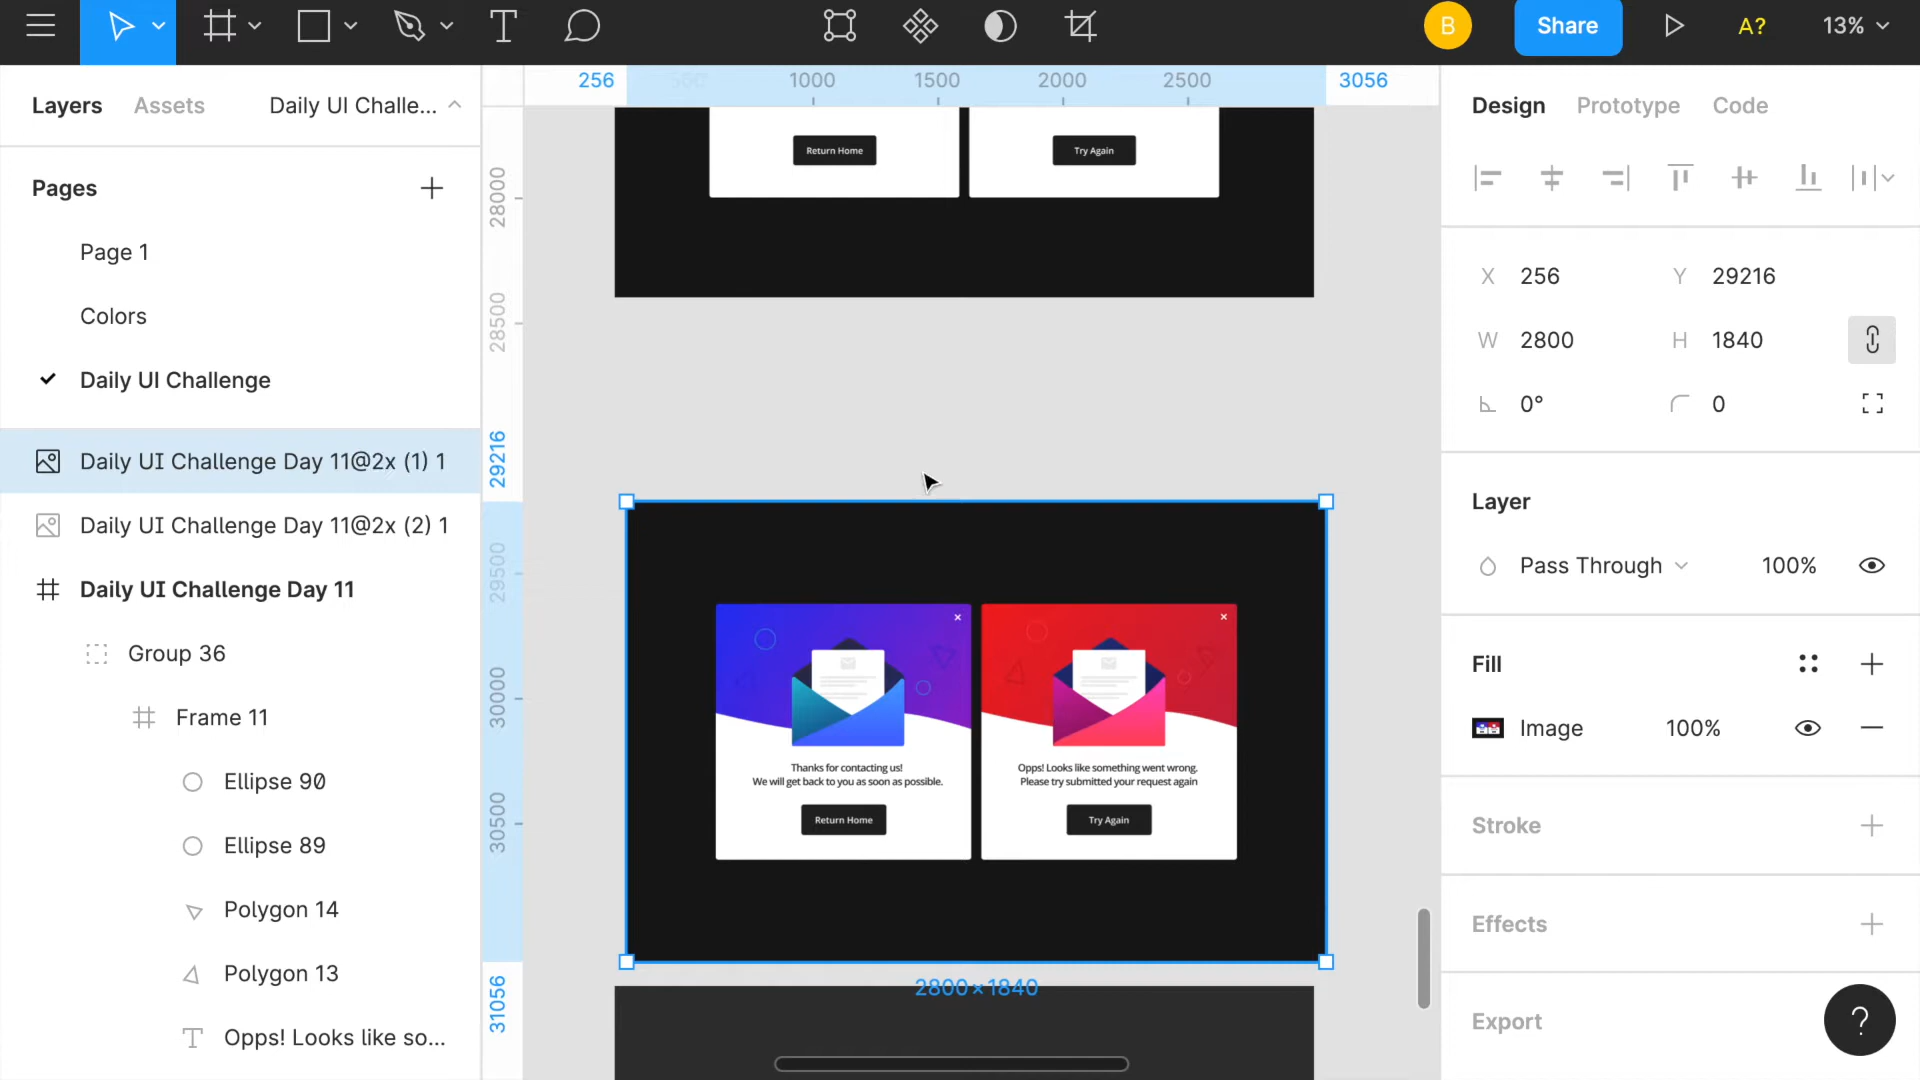 B
Share
A?
13%
Layers
Assets
Daily UI Challe...
256
1000
1500
2000
2500
3056
Design
Prototype
Code
Pages
Page 1
Colors
Daily UI Challenge
Daily UI Challenge Day 11@2x (1) 1
Daily UI Challenge Day 11@2x (2) 1
Daily UI Challenge Day 11
Group 36
Frame 11
Ellipse 90
Ellipse 89
Polygon 14
Polygon 13
Opps! Looks like so...
28000
28500
29216
29500
30000
30500
31056
Return Home
Try Again
Thanks for contacting us!
We will get back to you as soon as possible.
Return Home
Opps! Looks like something went wrong.
Please try submitted your request again
Try Again
2800 × 1840
X 256
Y 29216
W 2800
H 1840
0°
0
Layer
Pass Through
100%
Fill
Image
100%
Stroke
Effects
Export
?